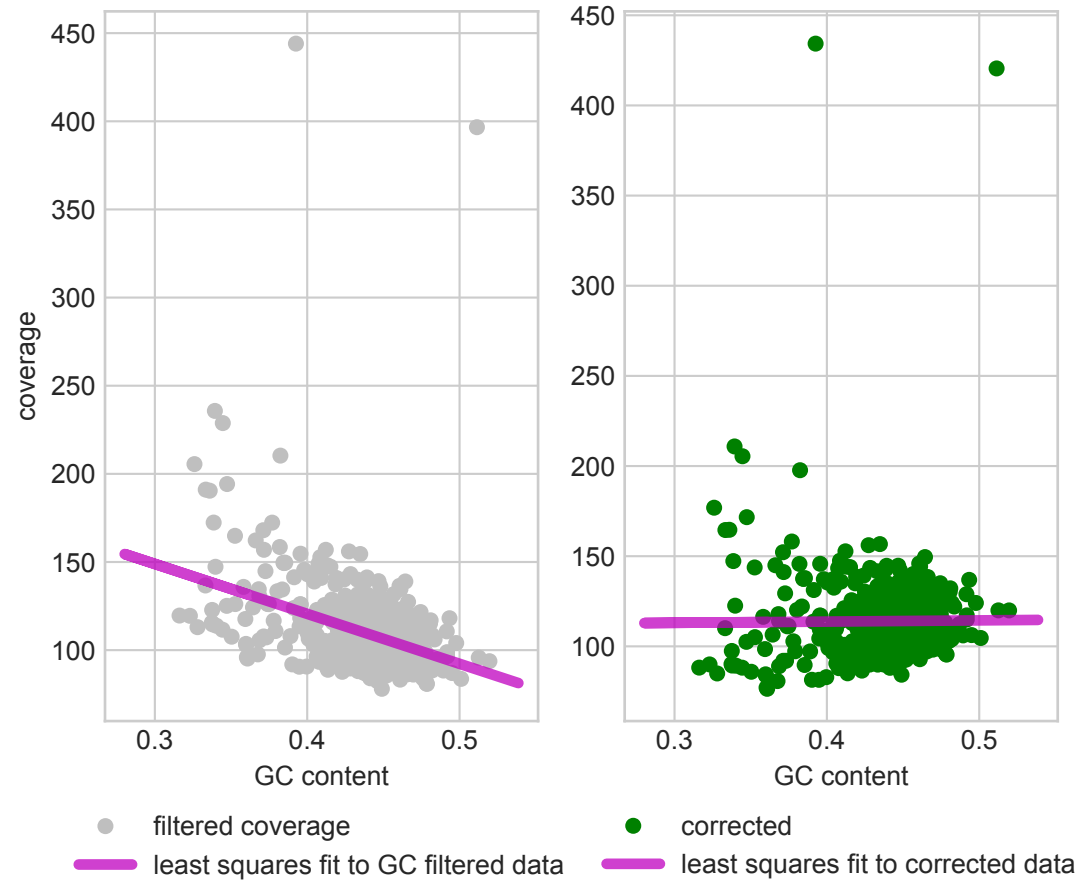 450
400
350
300
250
200
150
100
coverage
0.3 0.4 0.5
GC content
450
400
350
300
250
200
150
100
0.3 0.4 0.5
GC content
filtered coverage
least squares fit to GC filtered data
corrected
least squares fit to corrected data